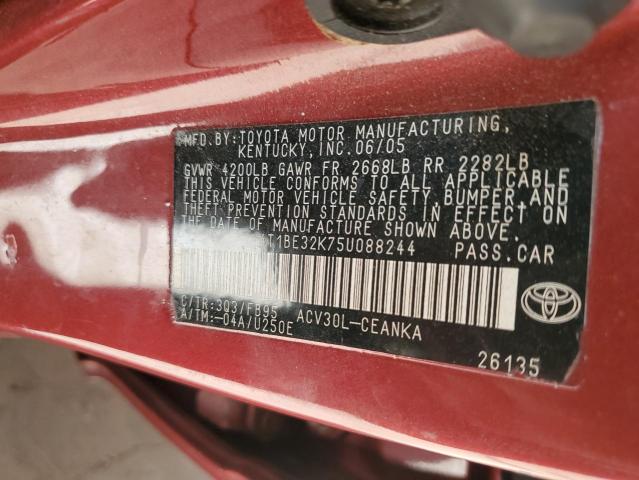 MFD.BY:TOYOTA MOTOR MANUFACTURING,
KENTUCKY, INC. 06/05
GVWR 4200LB GAWR FR 2668LB RR 2282LB
THIS VEHICLE CONFORMS TO ALL APPLICABLE
FEDERAL MOTOR VEHICLE SAFETY,BUMPER,AND
THEFT PREVENTION STANDARDS IN EFFECT ON
THE DATE OF MANUFACTURE SHOWN ABOVE.
T1BE32K75U088244 PASS.CAR
C/TR:3Q3/FB95 ACV30L-CEANKA
A/TM:-04A/U250E
26135